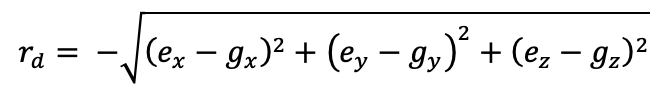 r_d = −√((e_x − g_x)² + (e_y − g_y)² + (e_z − g_z)²)